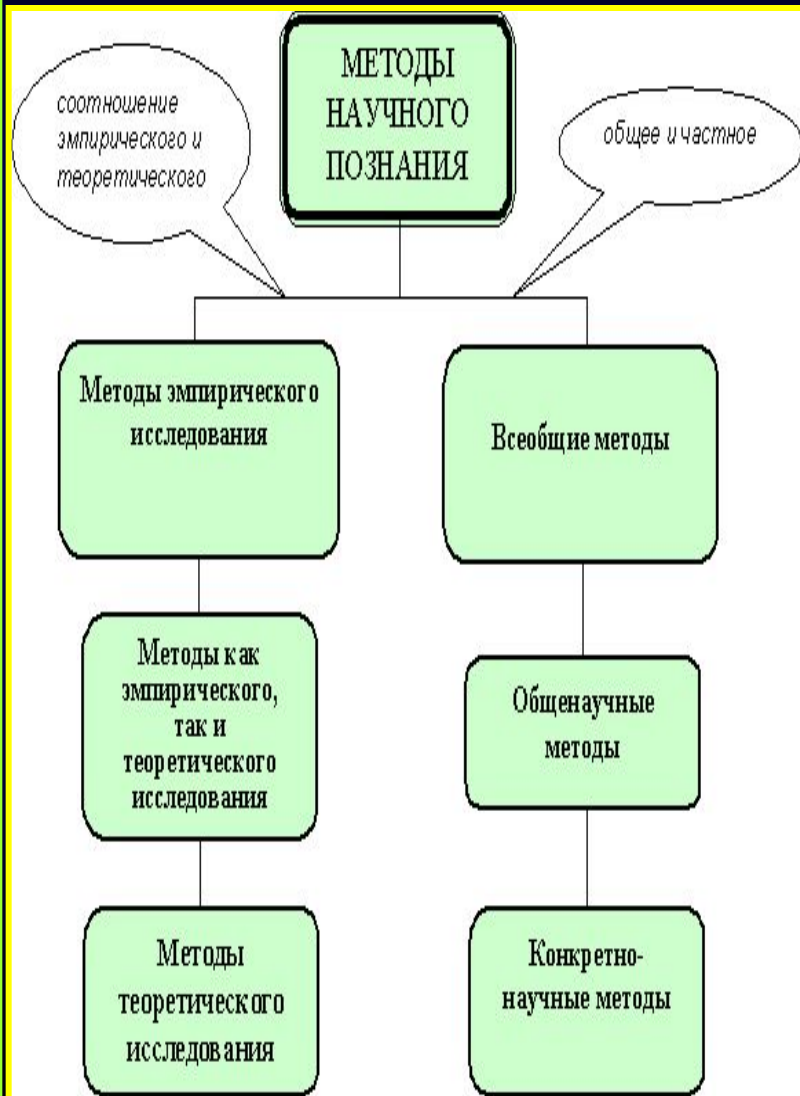 МЕТОДЫ
НАУЧНОГО
ПОЗНАНИЯ
соотношение
эмпирического и
теоретического
общее и частное
Методы эмпирического
исследования
Всеобщие методы
Методы как
эмпирического,
так и
теоретического
исследования
Общенаучные
методы
Методы
теоретического
исследования
Конкретно-
научные методы